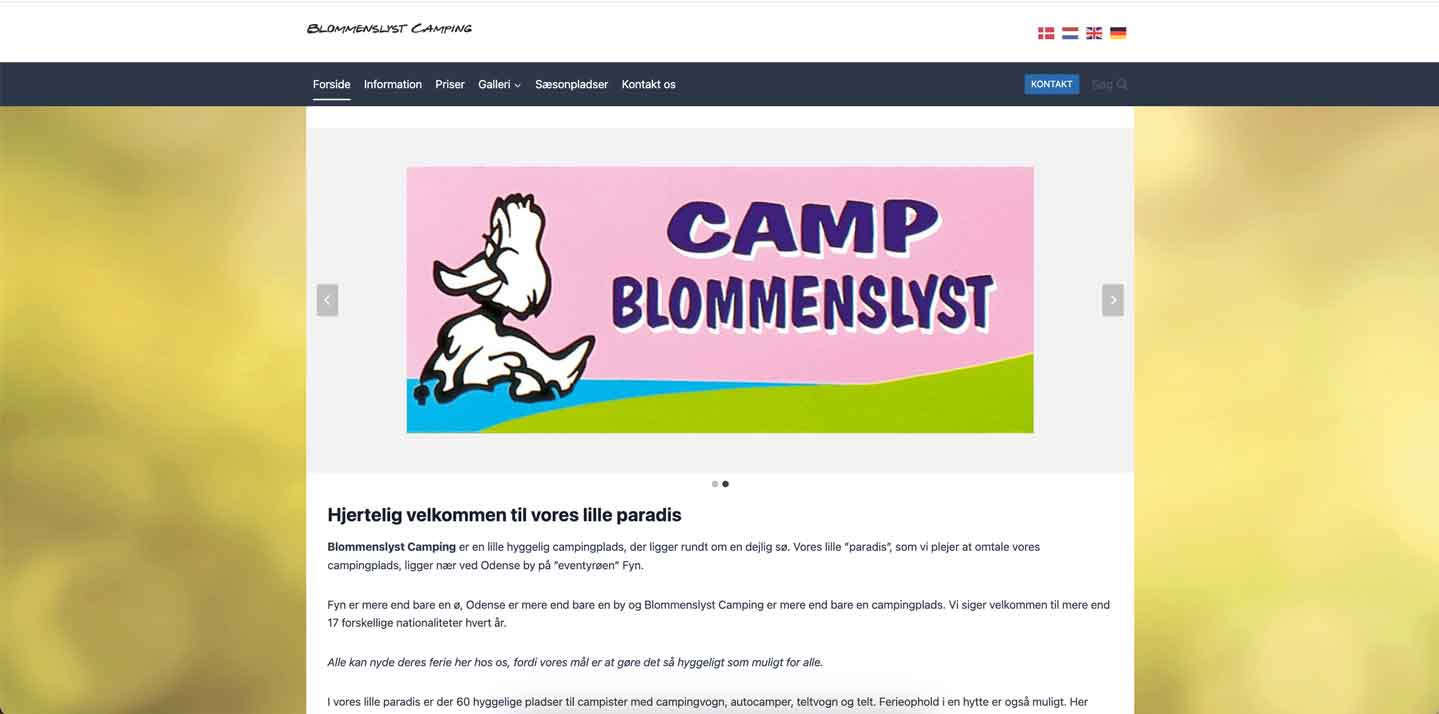 Blommenslyst Camping
Forside Information Priser Galleri Sæsonpladser Kontakt os KONTAKT Søg
CAMP
BLOMMENSLYST
Hjertelig velkommen til vores lille paradis
Blommenslyst Camping er en lille hyggelig campingplads, der ligger rundt om en dejlig sø. Vores lille “paradis”, som vi plejer at omtale vores
campingplads, ligger nær ved Odense by på ”eventyrøen” Fyn.
Fyn er mere end bare en ø, Odense er mere end bare en by og Blommenslyst Camping er mere end bare en campingplads. Vi siger velkommen til mere end
17 forskellige nationaliteter hvert år.
Alle kan nyde deres ferie her hos os, fordi vores mål er at gøre det så hyggeligt som muligt for alle.
I vores lille paradis er der 60 hyggelige pladser til campister med campingvogn, autocamper, teltvogn og telt. Ferieophold i en hytte er også muligt. Her